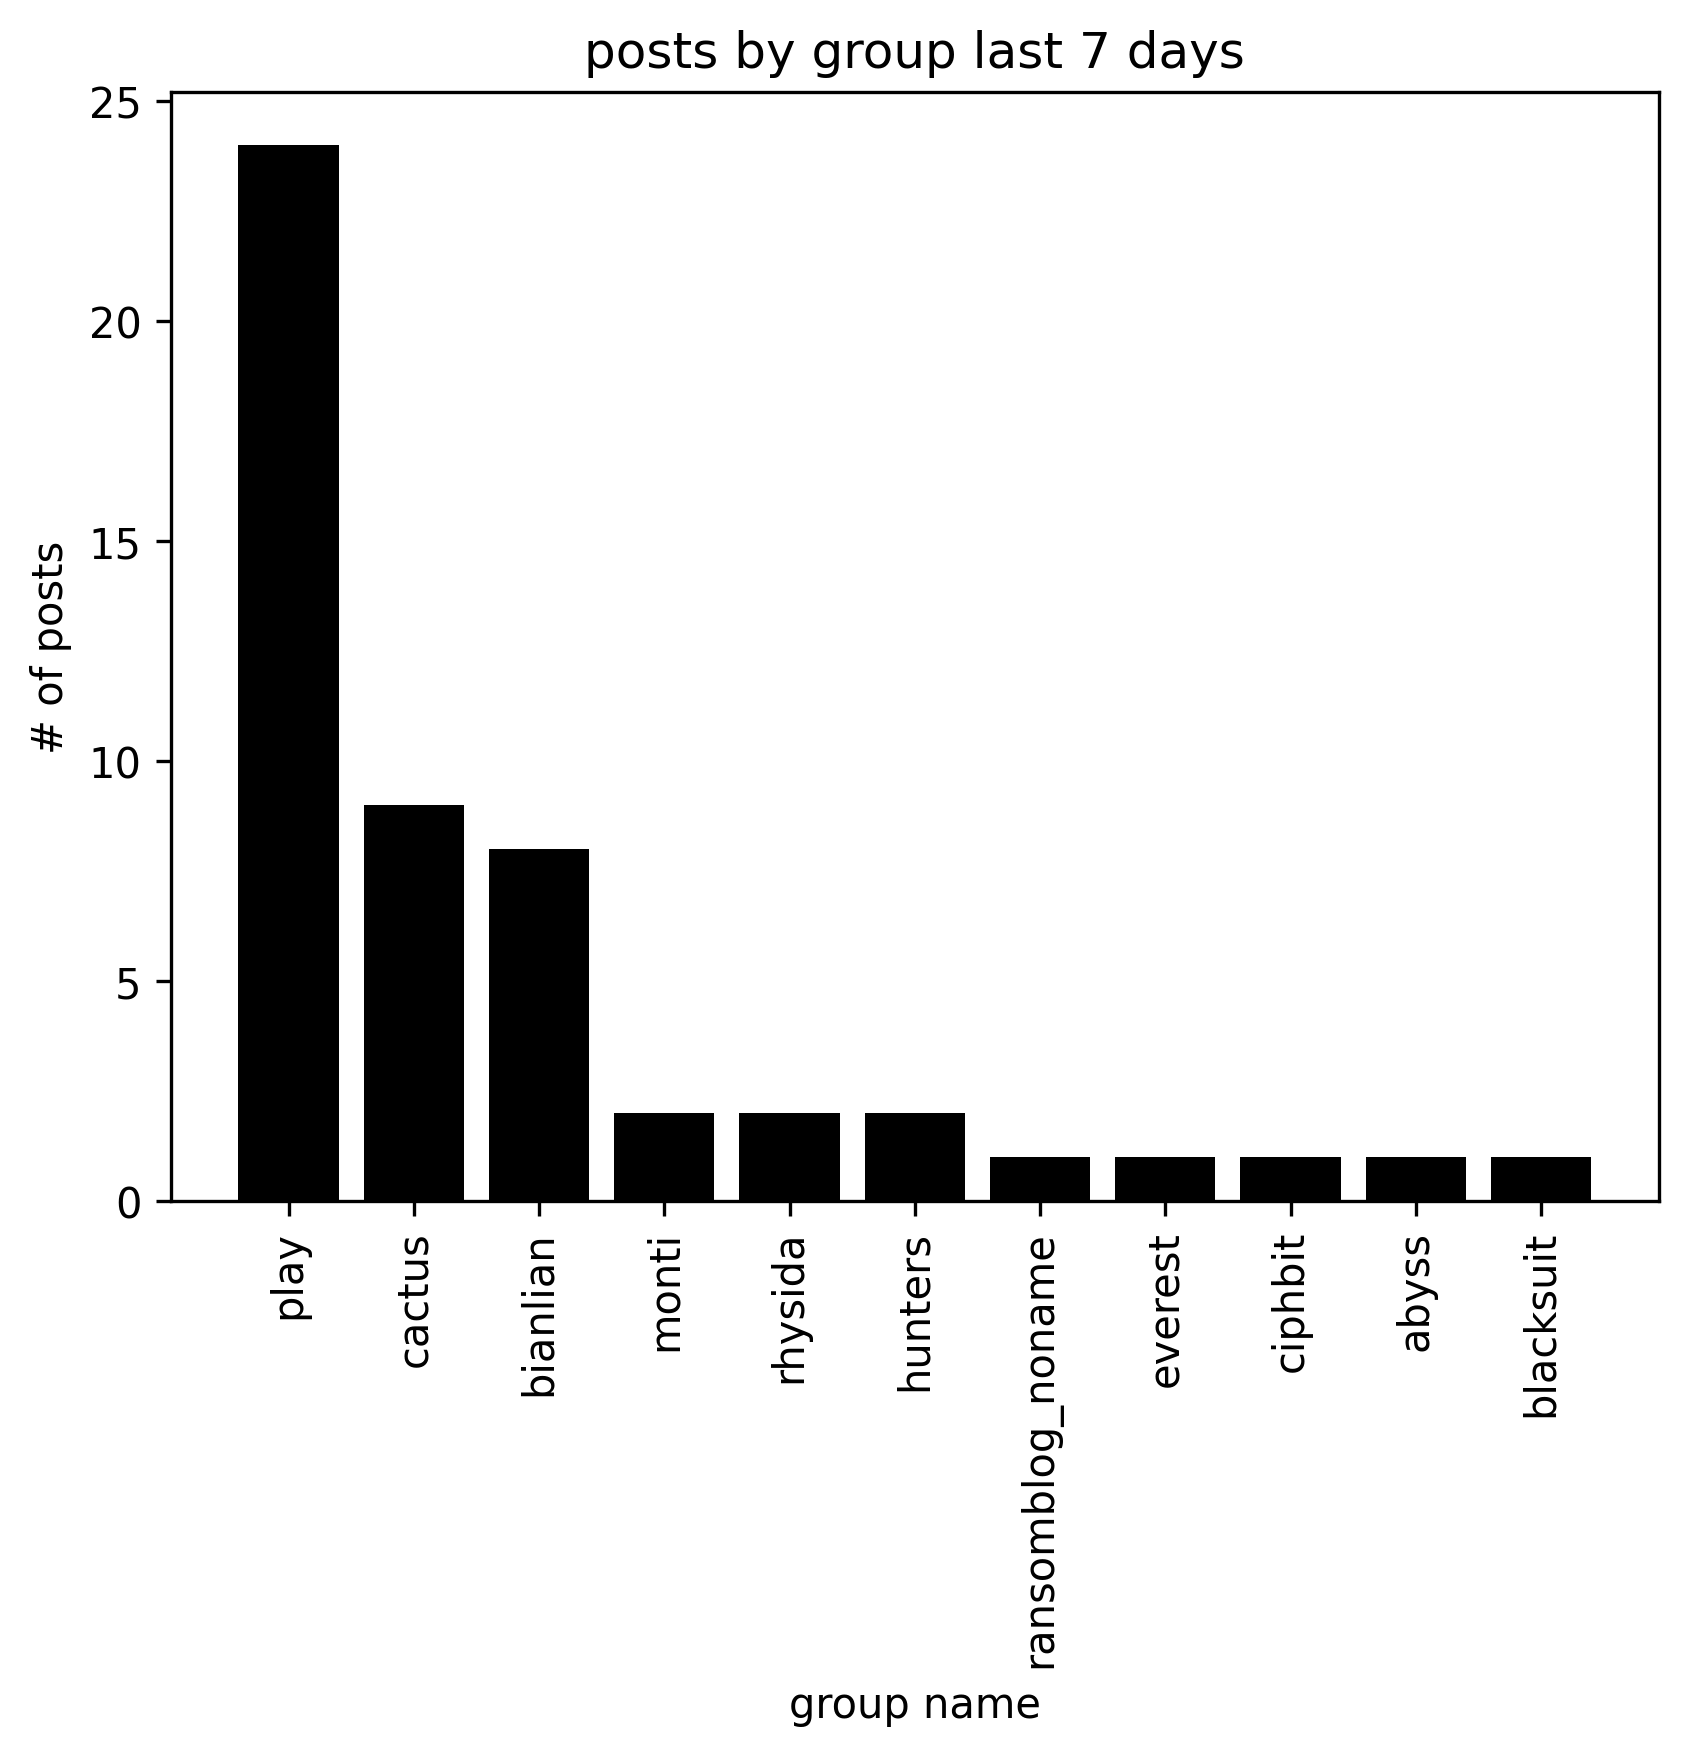 posts by group last 7 days
# of posts
25
20
15
10
5
0
play
cactus
bianlian
monti
rhysida
hunters
ransomblog_noname
everest
ciphbit
abyss
blacksuit
group name